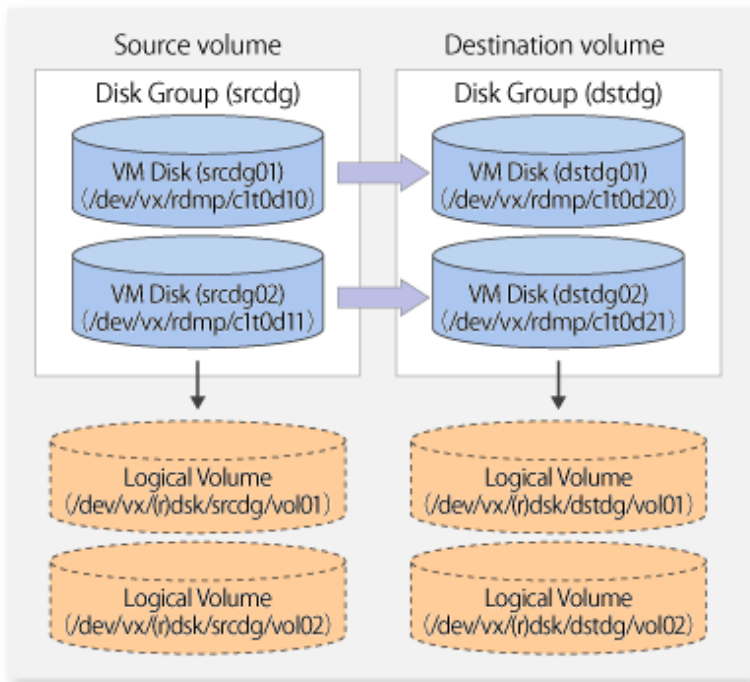 Source volume
Destination volume
Disk Group (srcdg)
Disk Group (dstdg)
VM Disk (srcdg01)
(/dev/vx/rdmp/c1t0d10)
VM Disk (dstdg01)
(/dev/vx/rdmp/c1t0d20)
VM Disk (srcdg02)
(/dev/vx/rdmp/c1t0d11)
VM Disk (dstdg02)
(/dev/vx/rdmp/c1t0d21)
Logical Volume
(/dev/vx/(r)dsk/srcdg/vol01)
Logical Volume
(/dev/vx/(r)dsk/dstdg/vol01)
Logical Volume
(/dev/vx/(r)dsk/srcdg/vol02)
Logical Volume
(/dev/vx/(r)dsk/dstdg/vol02)